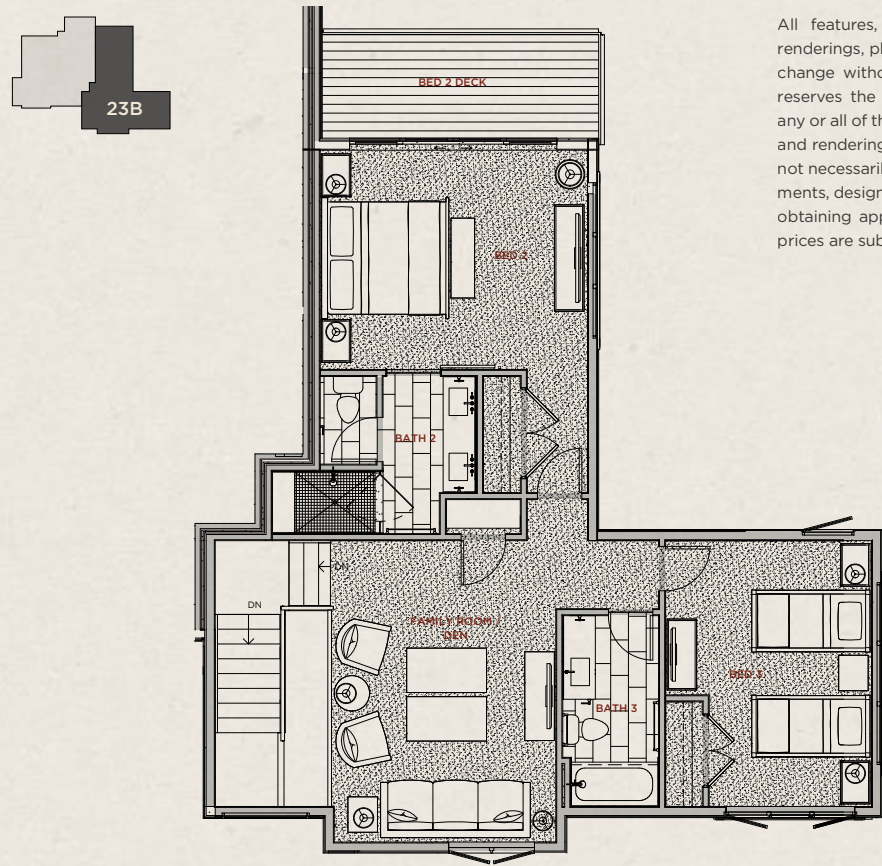 23B
All features,
renderings, pl
change witho
reserves the
any or all of th
and rendering
not necessaril
ments, design
obtaining app
prices are sub
BED 2 DECK
BED 2
BATH 2
DN
DN
FAMILY ROOM /
DEN
BED 3
BATH 3